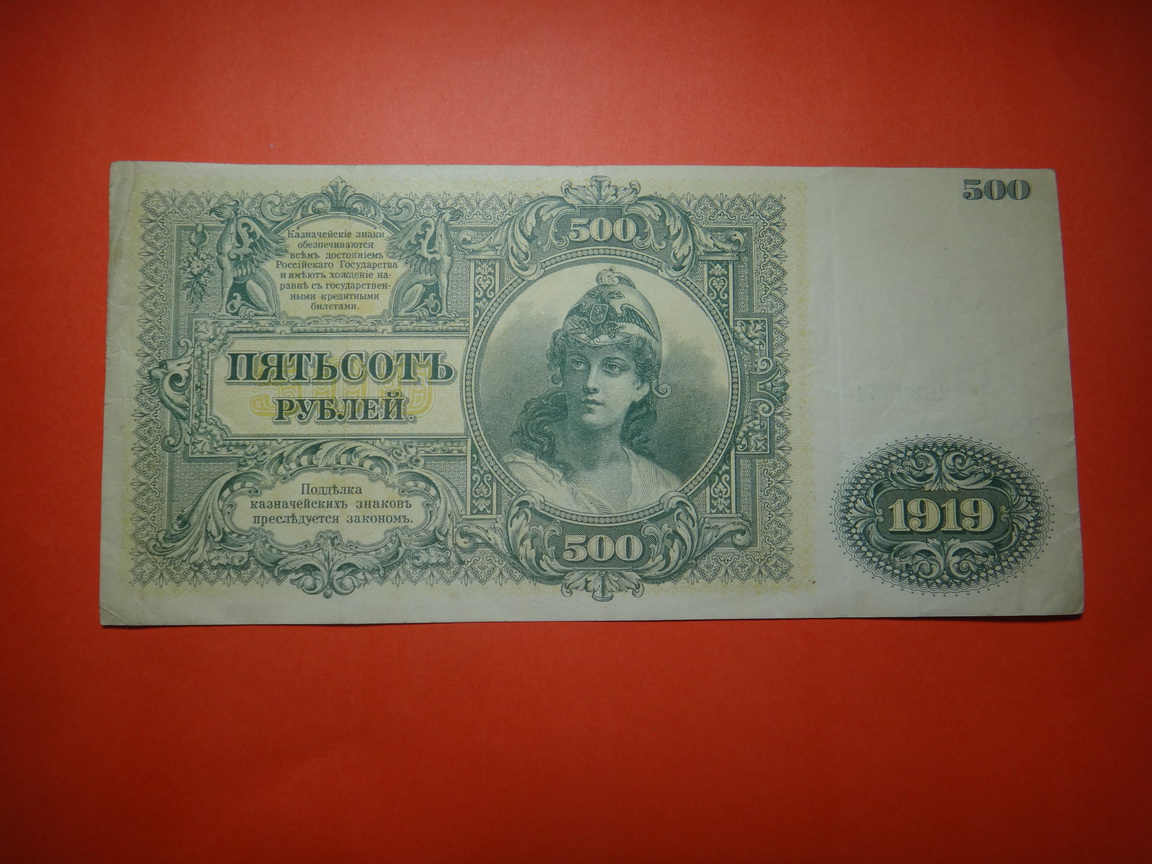 500
500
Казначейскіе знаки
обезпечиваются
всѣмъ достояніемъ
Россійскаго Государства
и имѣютъ хожденіе на-
равнѣ съ государствен-
ными кредитными
билетами.
ПЯТЬСОТЪ
РУБЛЕЙ.
Поддѣлка
казначейскихъ знаковъ
преслѣдуется закономъ.
500
1919